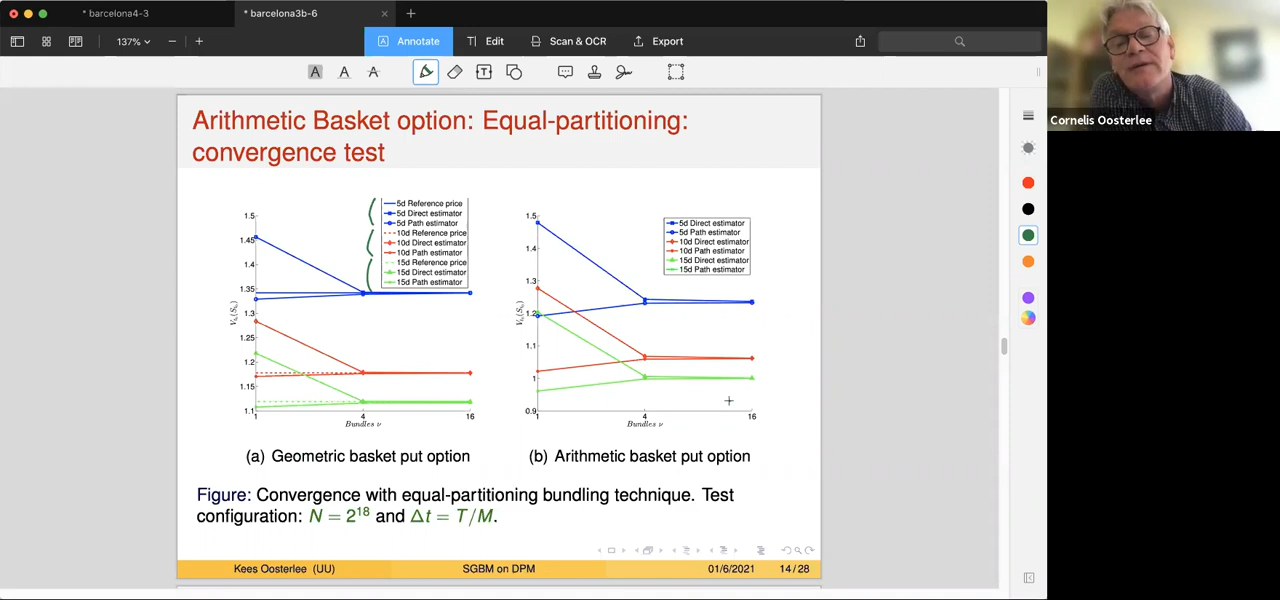 * barcelona4-3
* barcelona3b-6
137%
Annotate
Edit
Scan & OCR
Export
Cornelis Oosterlee
Arithmetic Basket option: Equal-partitioning:
convergence test
5d Reference price
5d Direct estimator
5d Path estimator
10d Reference price
10d Direct estimator
10d Path estimator
15d Reference price
15d Direct estimator
15d Path estimator
1.5
1.45
1.4
1.35
1.3
1.25
1.2
1.15
1.1
1
4
16
Bundles ν
5d Direct estimator
5d Path estimator
10d Direct estimator
10d Path estimator
15d Direct estimator
15d Path estimator
1.5
1.4
1.3
1.2
1.1
1
0.9
1
4
16
Bundles ν
(a) Geometric basket put option
(b) Arithmetic basket put option
Figure: Convergence with equal-partitioning bundling technique. Test
configuration: N = 2¹⁸ and Δt = T/M.
Kees Oosterlee (UU)
SGBM on DPM
01/6/2021
14/28